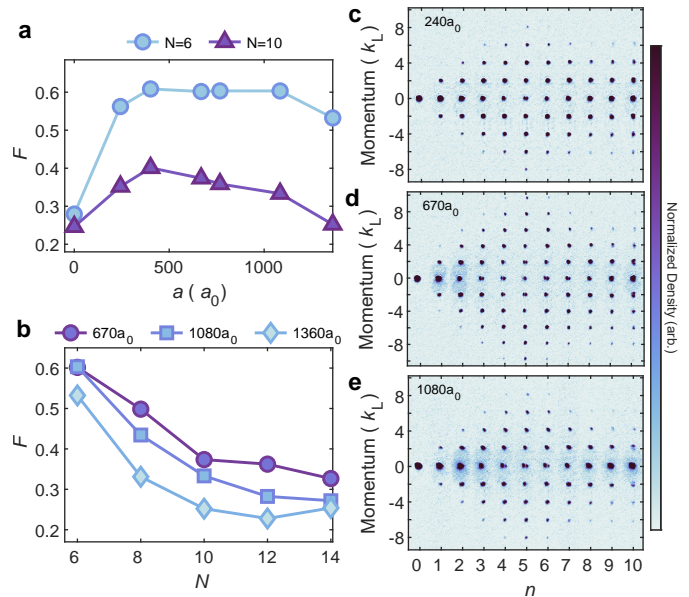 a
N=6 N=10
F
0.6
0.5
0.4
0.3
0.2
0 500 1000
a (a0)
b
670a0 1080a0 1360a0
F
0.6
0.5
0.4
0.3
0.2
6 8 10 12 14
N
c
240a0
Momentum (kL)
8
4
0
-4
-8
d
670a0
Momentum (kL)
8
4
0
-4
-8
e
1080a0
Momentum (kL)
8
4
0
-4
-8
0 1 2 3 4 5 6 7 8 9 10
n
Normalized Density (arb.)